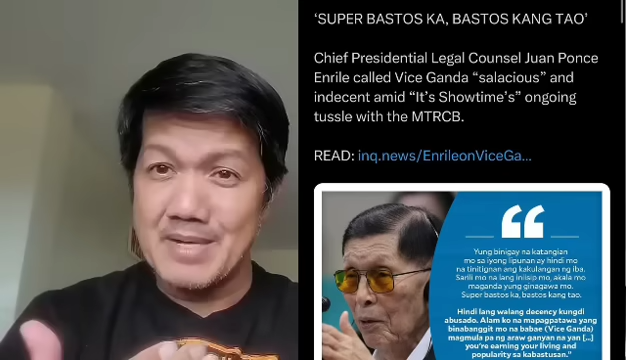 ‘SUPER BASTOS KA, BASTOS KANG TAO’
Chief Presidential Legal Counsel Juan Ponce
Enrile called Vice Ganda “salacious” and
indecent amid “It’s Showtime’s” ongoing
tussle with the MTRCB.
READ: inq.news/EnrileonViceGa...
“
Yung binigay na katangian
mo sa iyong lipunan ay hindi mo
na tinitignan ang kakulangan ng iba.
Sarili mo na lang iniisip mo, akala mo
maganda yung ginagawa mo.
Super bastos ka, bastos kang tao.
Hindi lang walang decency kungdi
abusado. Alam ko na mapagpatawa yang
binabanggit mo na babae (Vice Ganda)
magmula pa ng araw ganyan na yan [...]
you're earning your living and
popularity sa kabastusan.”